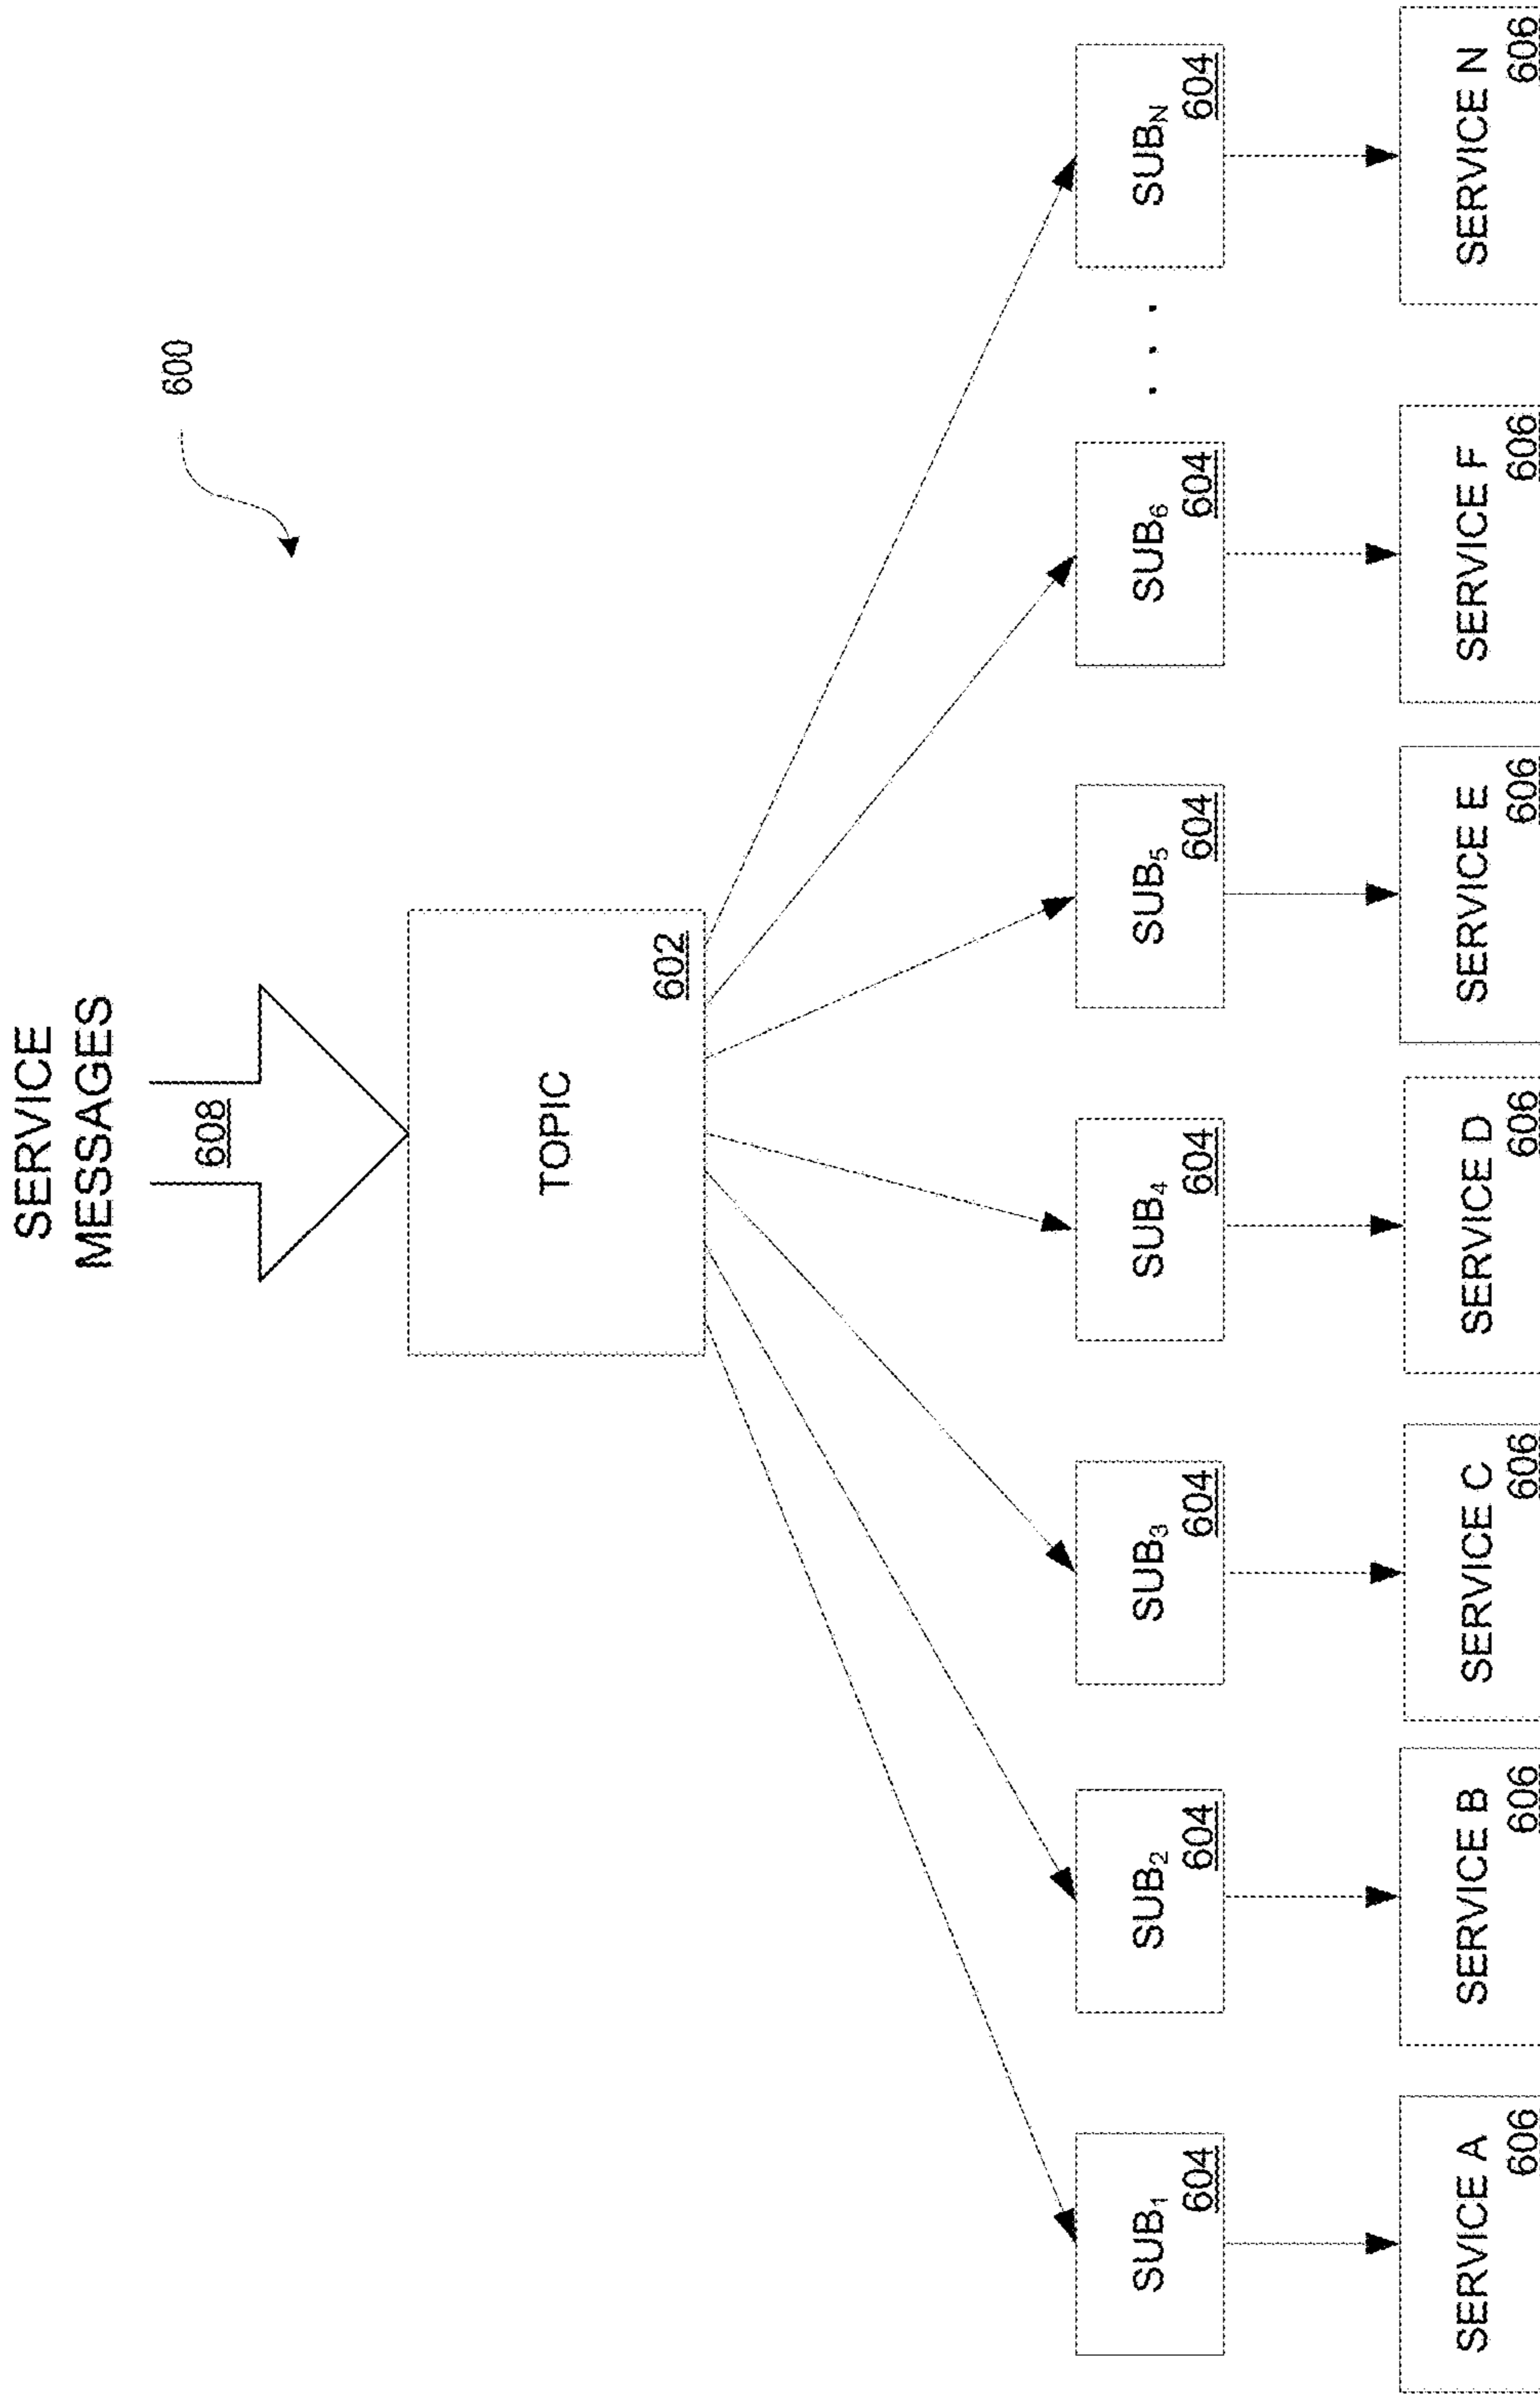 SERVICE
MESSAGES
608
600
TOPIC
602
SUB₁
604
SUB₂
604
SUB₃
604
SUB₄
604
SUB₅
604
SUB₆
604
. . .
SUB_N
604
SERVICE A
606
SERVICE B
606
SERVICE C
606
SERVICE D
606
SERVICE E
606
SERVICE F
606
SERVICE N
606